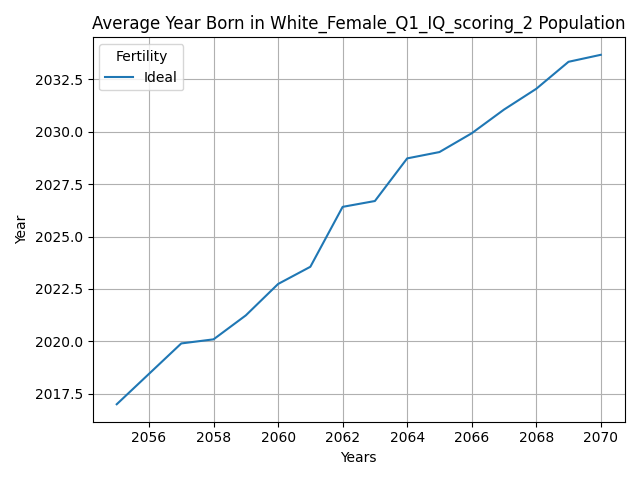 Average Year Born in White_Female_Q1_IQ_scoring_2 Population
Fertility
Ideal
2032.5
2030.0
2027.5
2025.0
2022.5
2020.0
2017.5
Year
2056 2058 2060 2062 2064 2066 2068 2070
Years